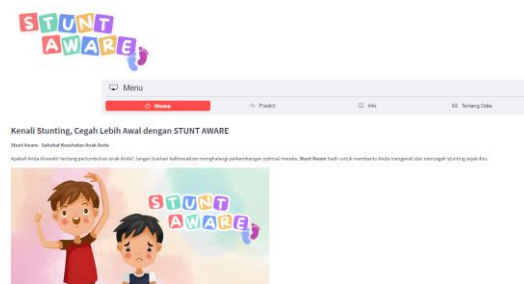 STUNT
AWARE
Menu
Home
Predict
Info
Tentang Data
Kenali Stunting, Cegah Lebih Awal dengan STUNT AWARE
Stunt Aware - Sahabat Kesehatan Anak Anda
Apakah Anda khawatir tentang pertumbuhan anak Anda? Jangan biarkan kekhawatiran menghalangi perkembangan optimal mereka. Stunt Aware hadir untuk membantu Anda mengenali dan mencegah stunting sejak dini.
STUNT
AWARE